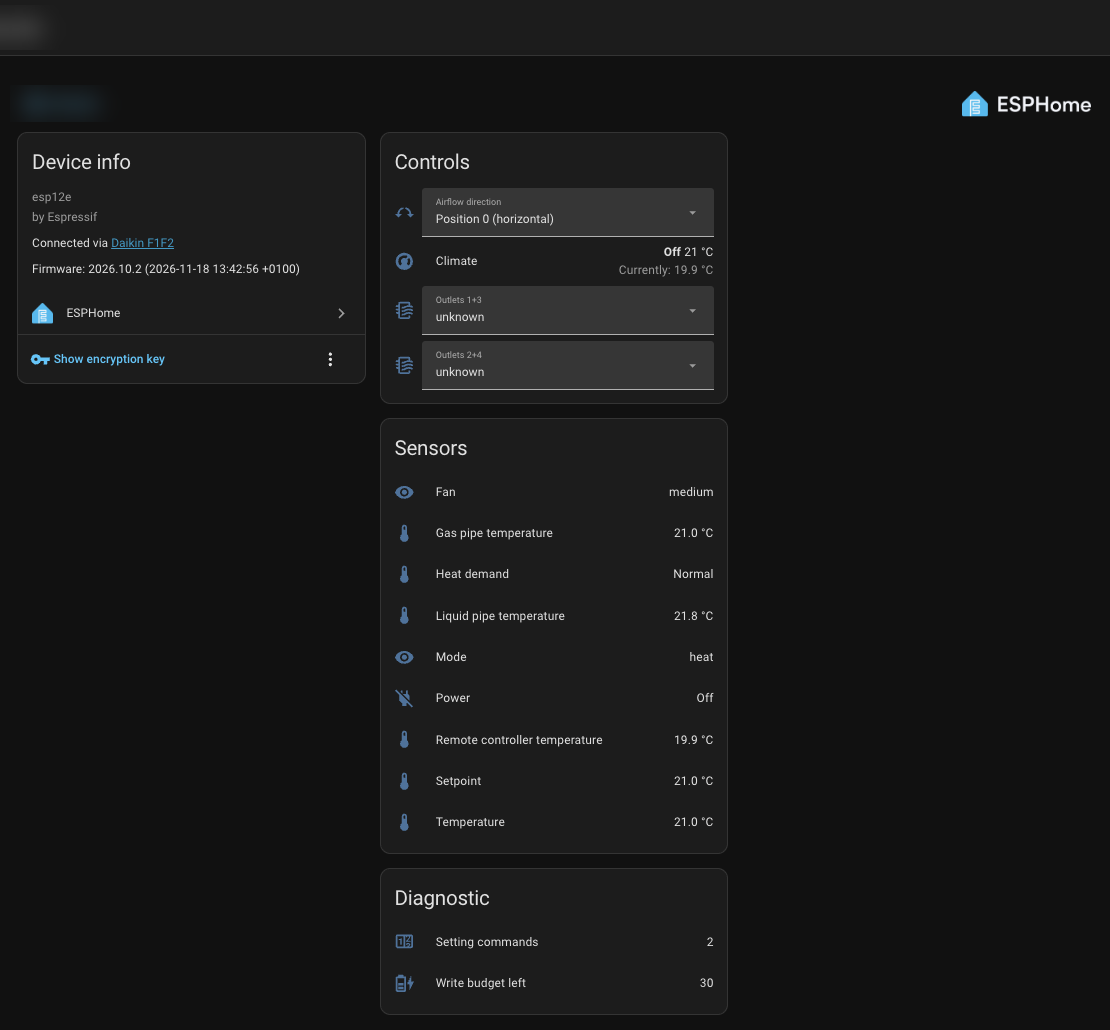 ESPHome
Device info
esp12e
by Espressif
Connected via Daikin F1F2
Firmware: 2026.10.2 (2026-11-18 13:42:56 +0100)
ESPHome
Show encryption key
Controls
Airflow direction
Position 0 (horizontal)
Climate
Off 21 °C
Currently: 19.9 °C
Outlets 1+3
unknown
Outlets 2+4
unknown
Sensors
Fan medium
Gas pipe temperature 21.0 °C
Heat demand Normal
Liquid pipe temperature 21.8 °C
Mode heat
Power Off
Remote controller temperature 19.9 °C
Setpoint 21.0 °C
Temperature 21.0 °C
Diagnostic
Setting commands 2
Write budget left 30